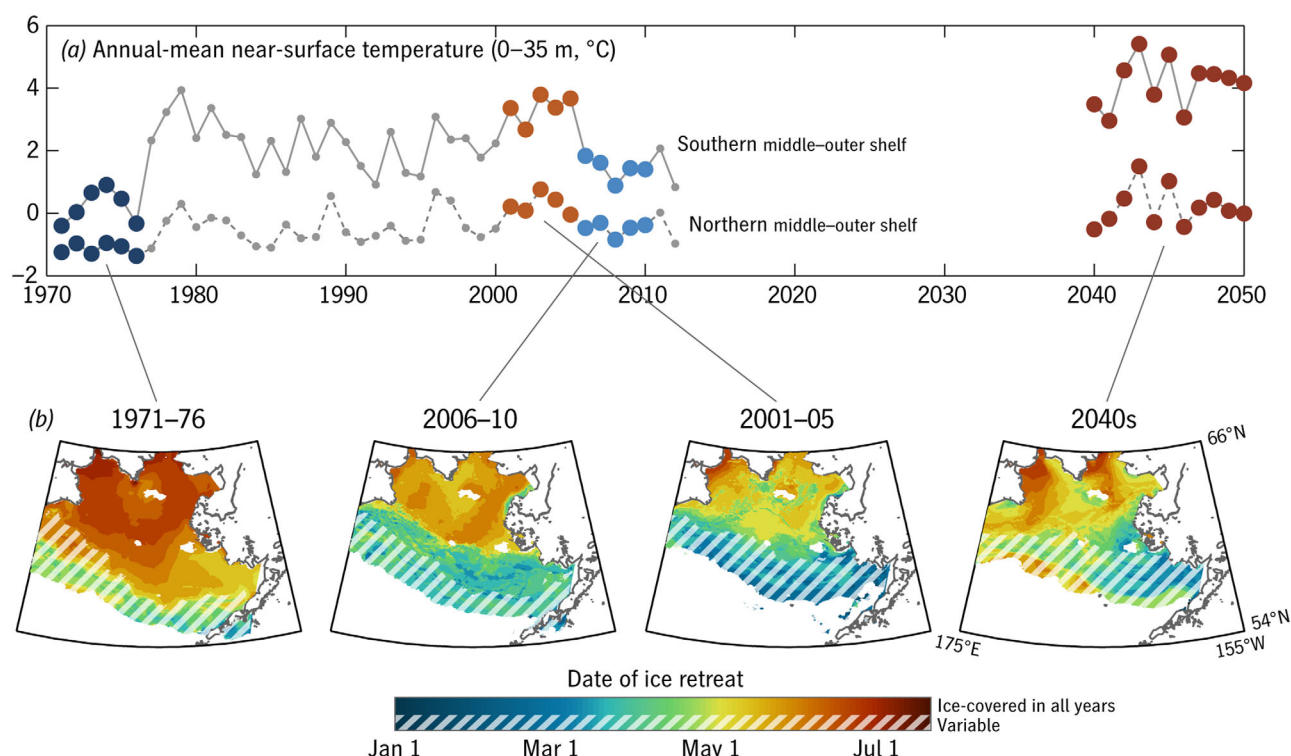 6
(a) Annual-mean near-surface temperature (0–35 m, °C)
4
Southern middle–outer shelf
2
0
Northern middle–outer shelf
−2
1970 1980 1990 2000 2010 2020 2030 2040 2050
(b) 1971–76 2006–10 2001–05 2040s
66°N
54°N
175°E 155°W
Date of ice retreat
Ice-covered in all years
Variable
Jan 1 Mar 1 May 1 Jul 1